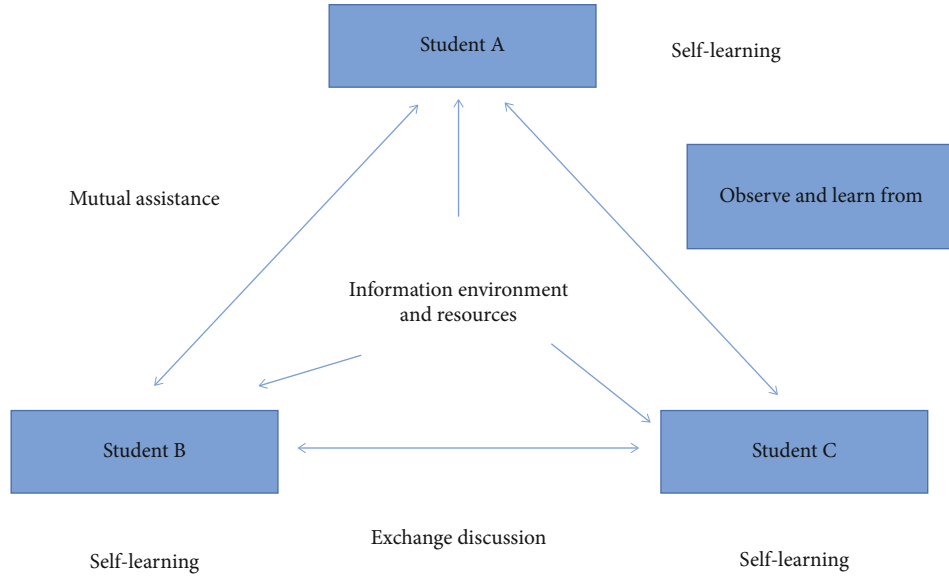 Student A
Self-learning
Mutual assistance
Observe and learn from
Information environment
and resources
Student B
Student C
Exchange discussion
Self-learning
Self-learning